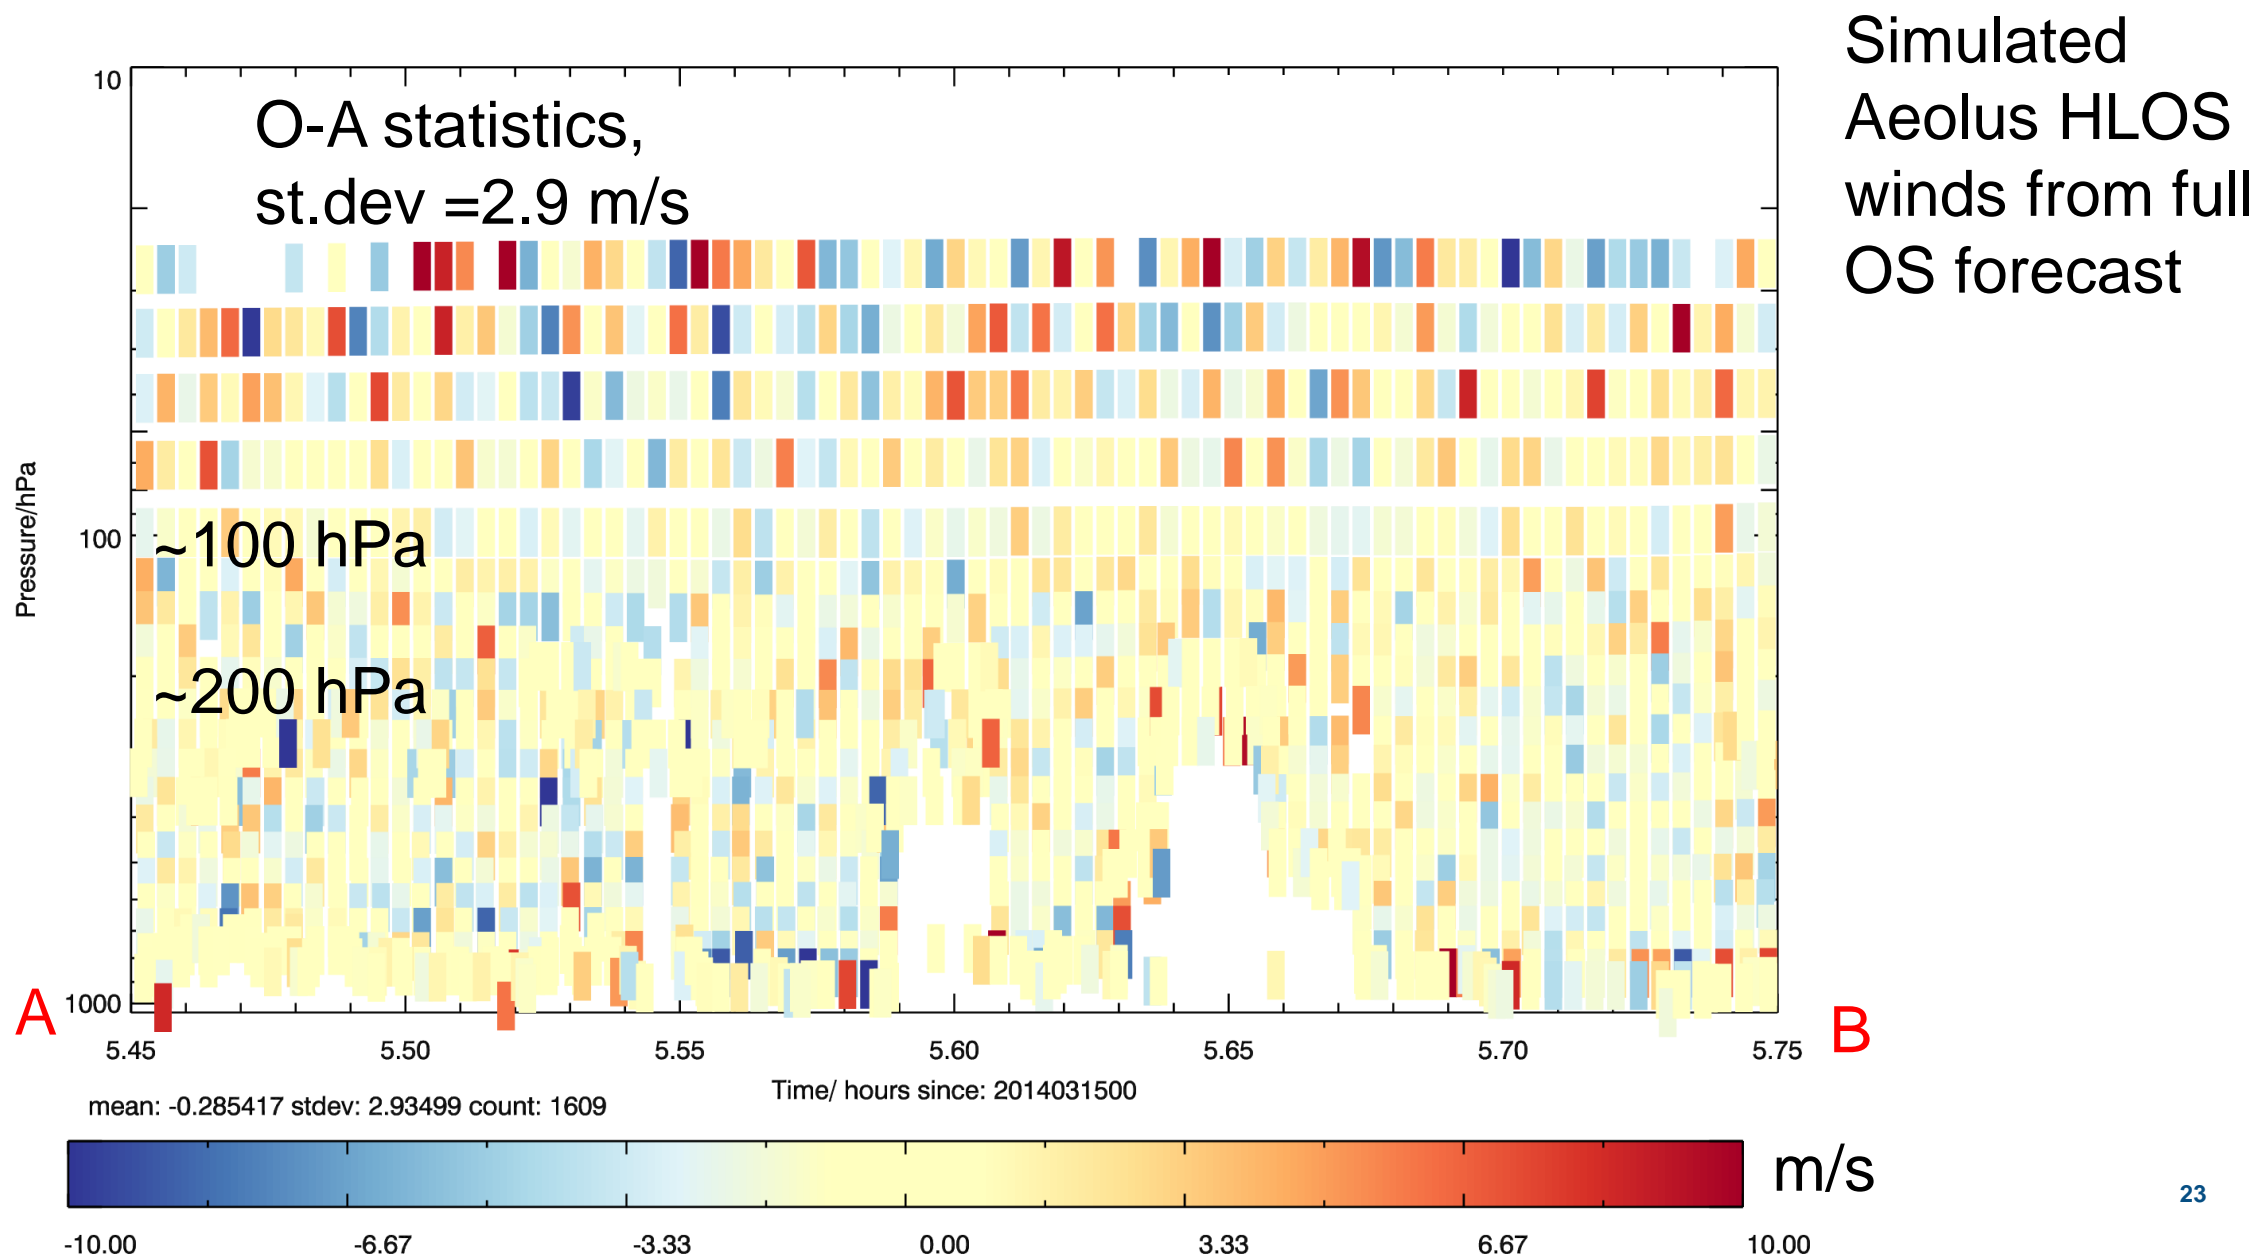 Simulated
Aeolus HLOS
winds from full
OS forecast
10
O-A statistics,
st.dev =2.9 m/s
Pressure/hPa
100
~100 hPa
~200 hPa
A
1000
B
5.45 5.50 5.55 5.60 5.65 5.70 5.75
Time/ hours since: 2014031500
mean: -0.285417 stdev: 2.93499 count: 1609
m/s
23
-10.00 -6.67 -3.33 0.00 3.33 6.67 10.00